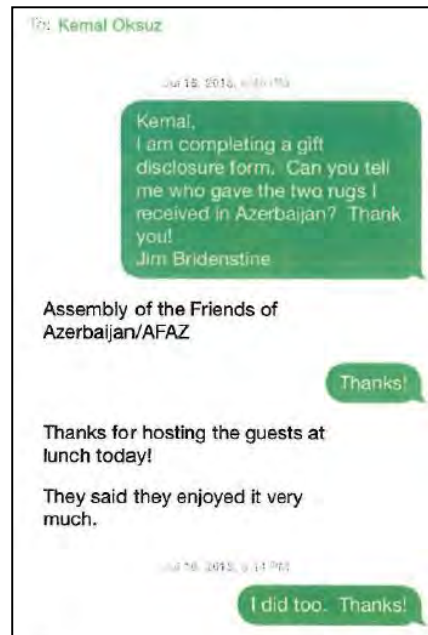 To: Kemal Oksuz
Kemal,
I am completing a gift
disclosure form.  Can you tell
me who gave the two rugs I
received in Azerbaijan?  Thank
you!
Jim Bridenstine
Assembly of the Friends of
Azerbaijan/AFAZ
Thanks!
Thanks for hosting the guests at
lunch today!
They said they enjoyed it very
much.
I did too.  Thanks!